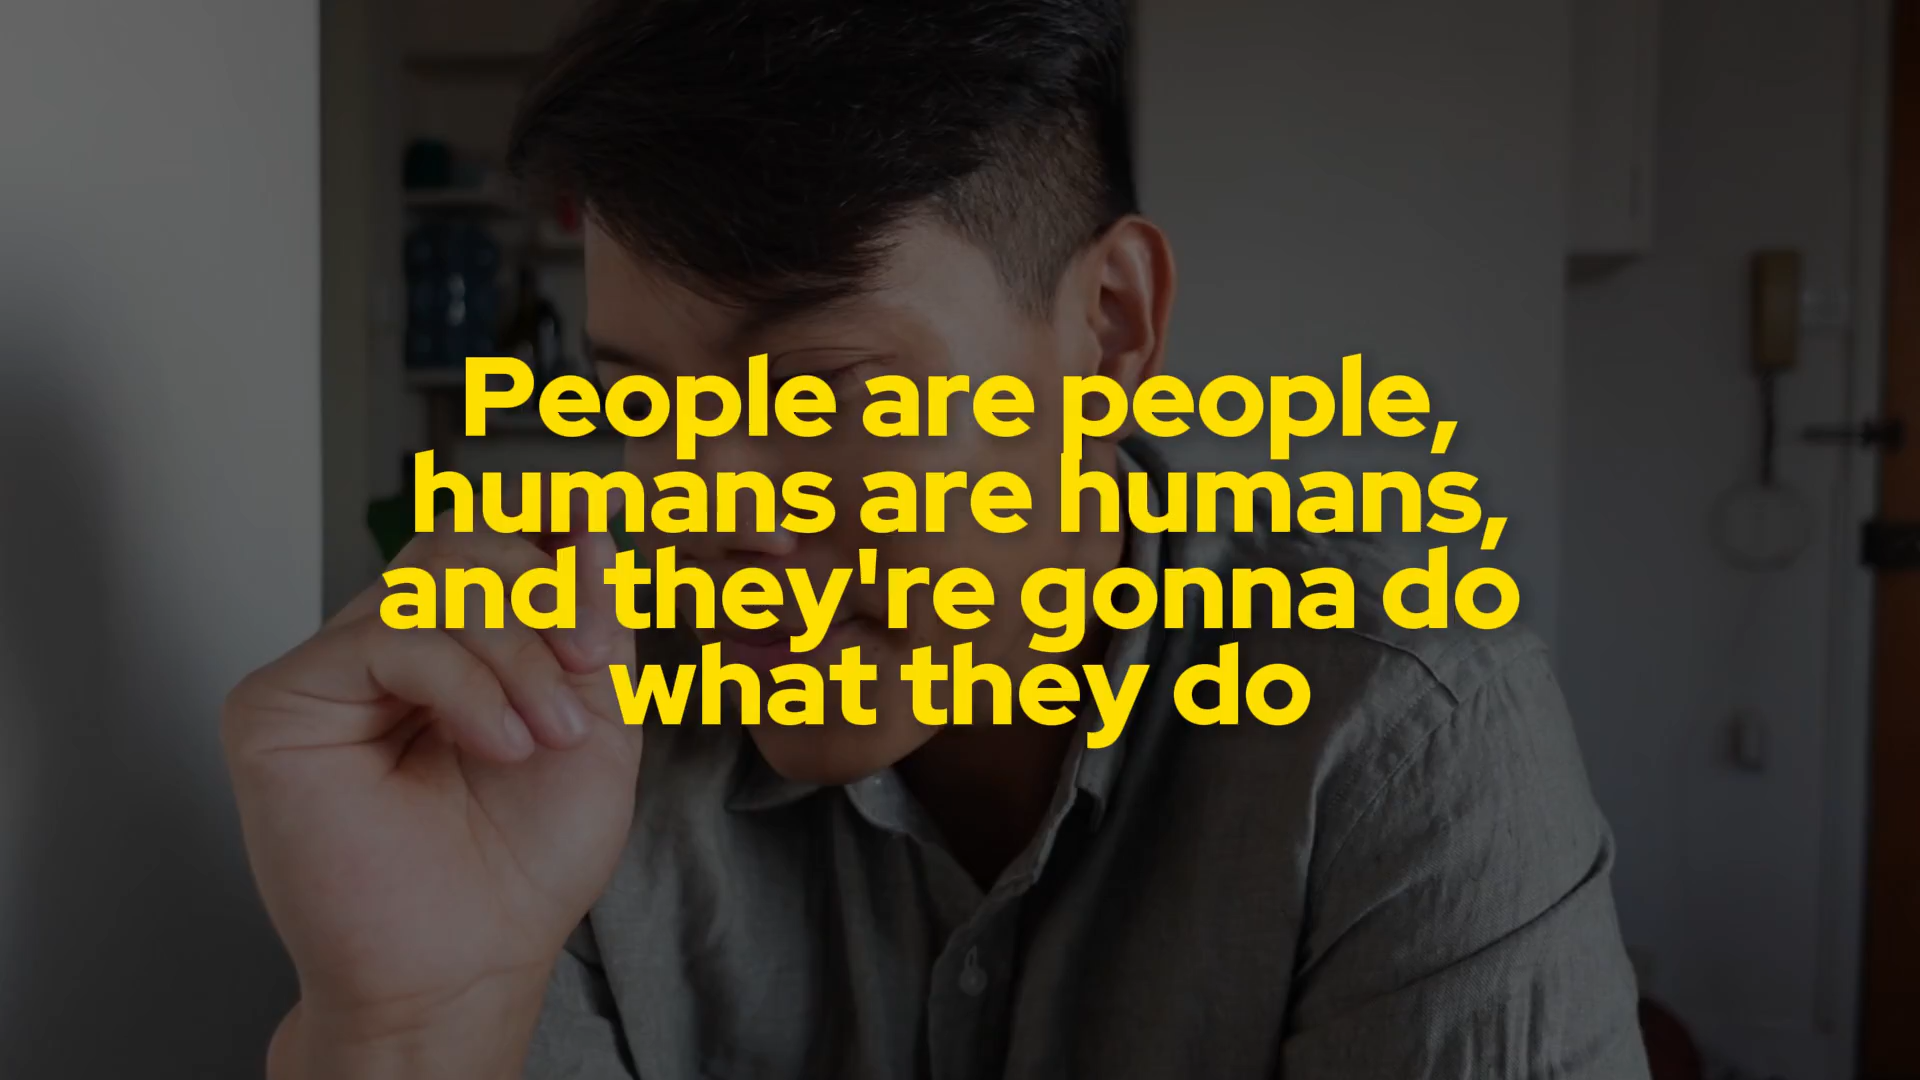 People are people,
humans are humans,
and they're gonna do
what they do